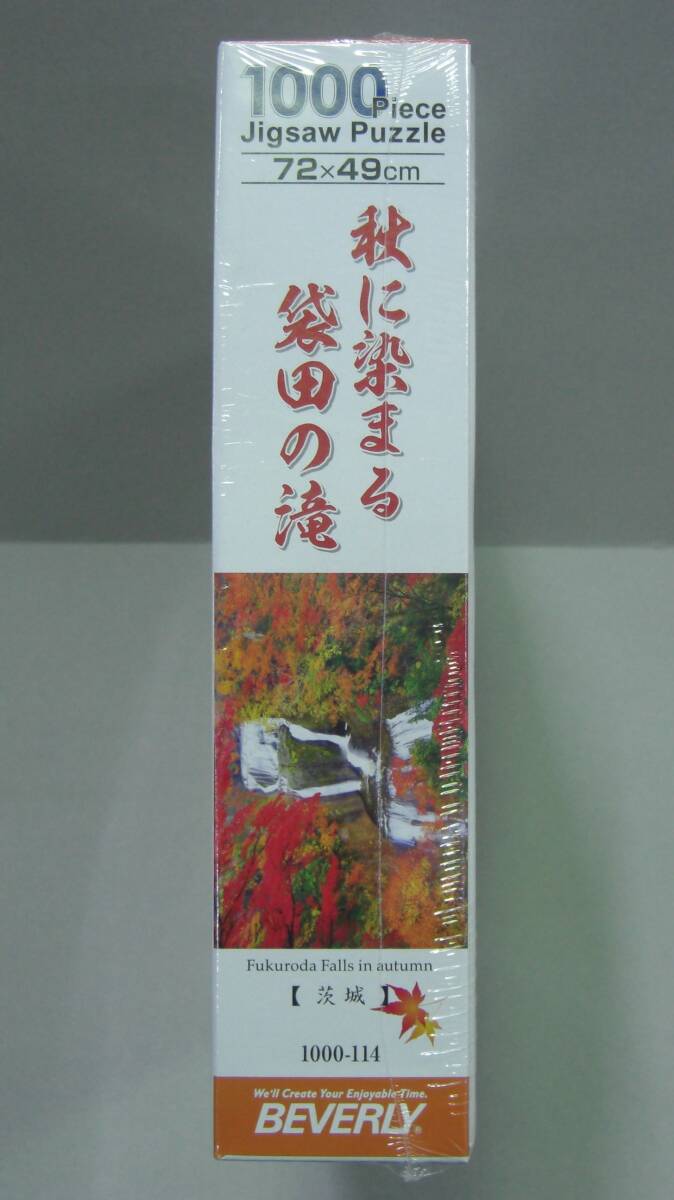 1000 Piece
Jigsaw Puzzle
72×49cm
秋に染まる
袋田の滝
Fukuroda Falls in autumn
【茨城】
1000-114
We'll Create Your Enjoyable Time.
BEVERLY®